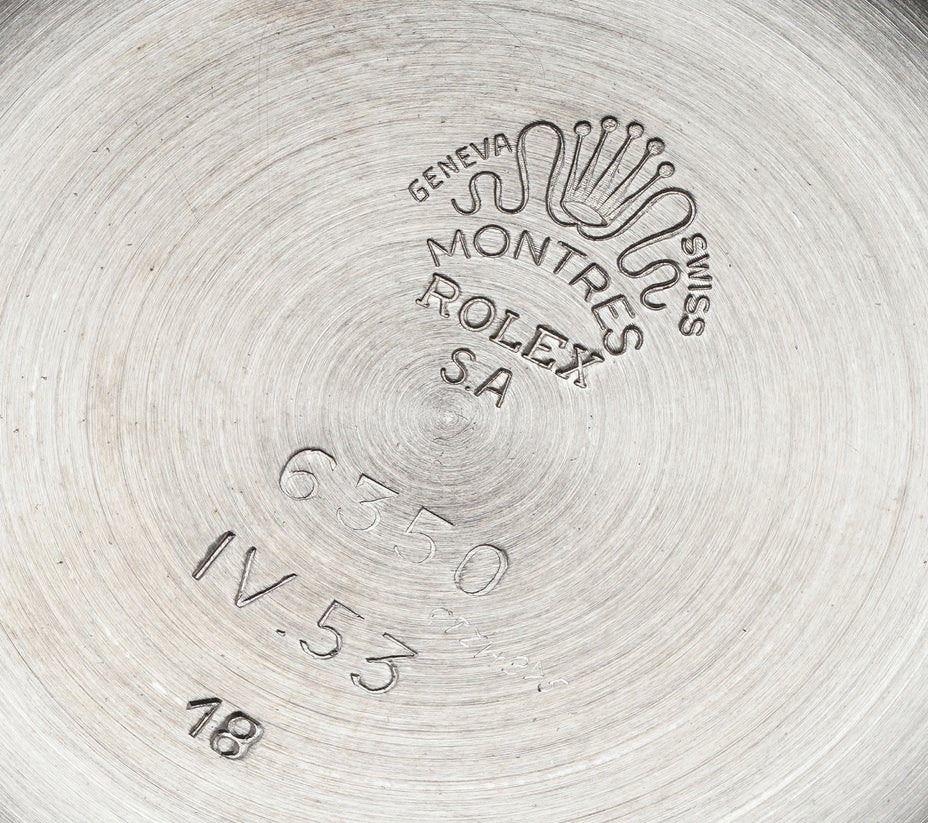 GENEVA SWISS
MONTRES
ROLEX
S.A
6350
IV.53
18